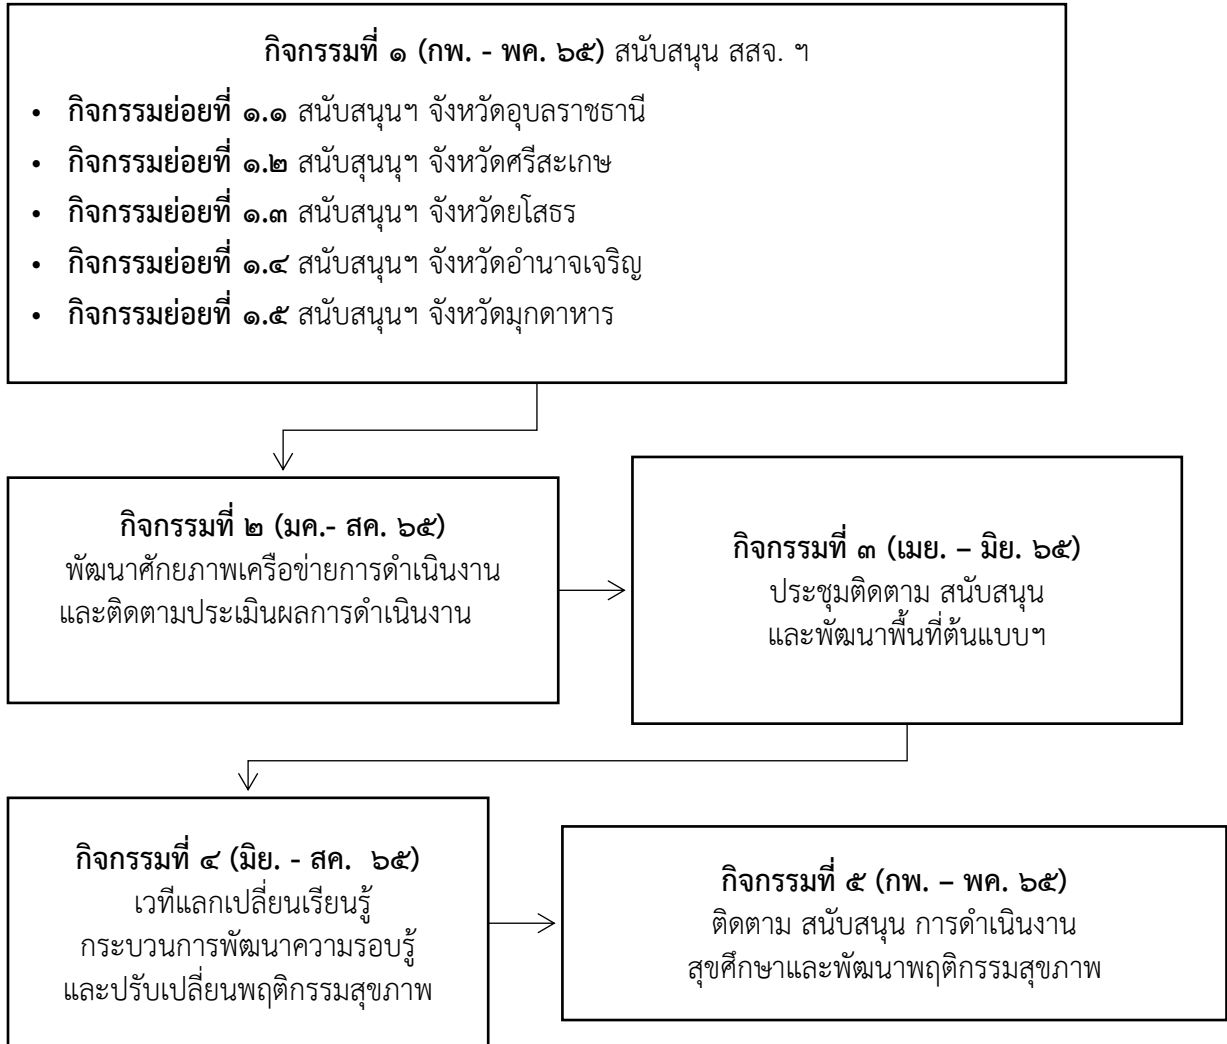 กิจกรรมที่ ๑ (กพ. - พค. ๖๕) สนับสนุน สสจ. ฯ
• กิจกรรมย่อยที่ ๑.๑ สนับสนุนฯ จังหวัดอุบลราชธานี
• กิจกรรมย่อยที่ ๑.๒ สนับสุนนุฯ จังหวัดศรีสะเกษ
• กิจกรรมย่อยที่ ๑.๓ สนับสนุนฯ จังหวัดยโสธร
• กิจกรรมย่อยที่ ๑.๔ สนับสนุนฯ จังหวัดอำนาจเจริญ
• กิจกรรมย่อยที่ ๑.๕ สนับสนุนฯ จังหวัดมุกดาหาร
กิจกรรมที่ ๒ (มค.- สค. ๖๕)
พัฒนาศักยภาพเครือข่ายการดำเนินงาน
และติดตามประเมินผลการดำเนินงาน
กิจกรรมที่ ๓ (เมย. – มิย. ๖๕)
ประชุมติดตาม สนับสนุน
และพัฒนาพื้นที่ต้นแบบฯ
กิจกรรมที่ ๔ (มิย. - สค. ๖๕)
เวทีแลกเปลี่ยนเรียนรู้
กระบวนการพัฒนาความรอบรู้
และปรับเปลี่ยนพฤติกรรมสุขภาพ
กิจกรรมที่ ๕ (กพ. – พค. ๖๕)
ติดตาม สนับสนุน การดำเนินงาน
สุขศึกษาและพัฒนาพฤติกรรมสุขภาพ